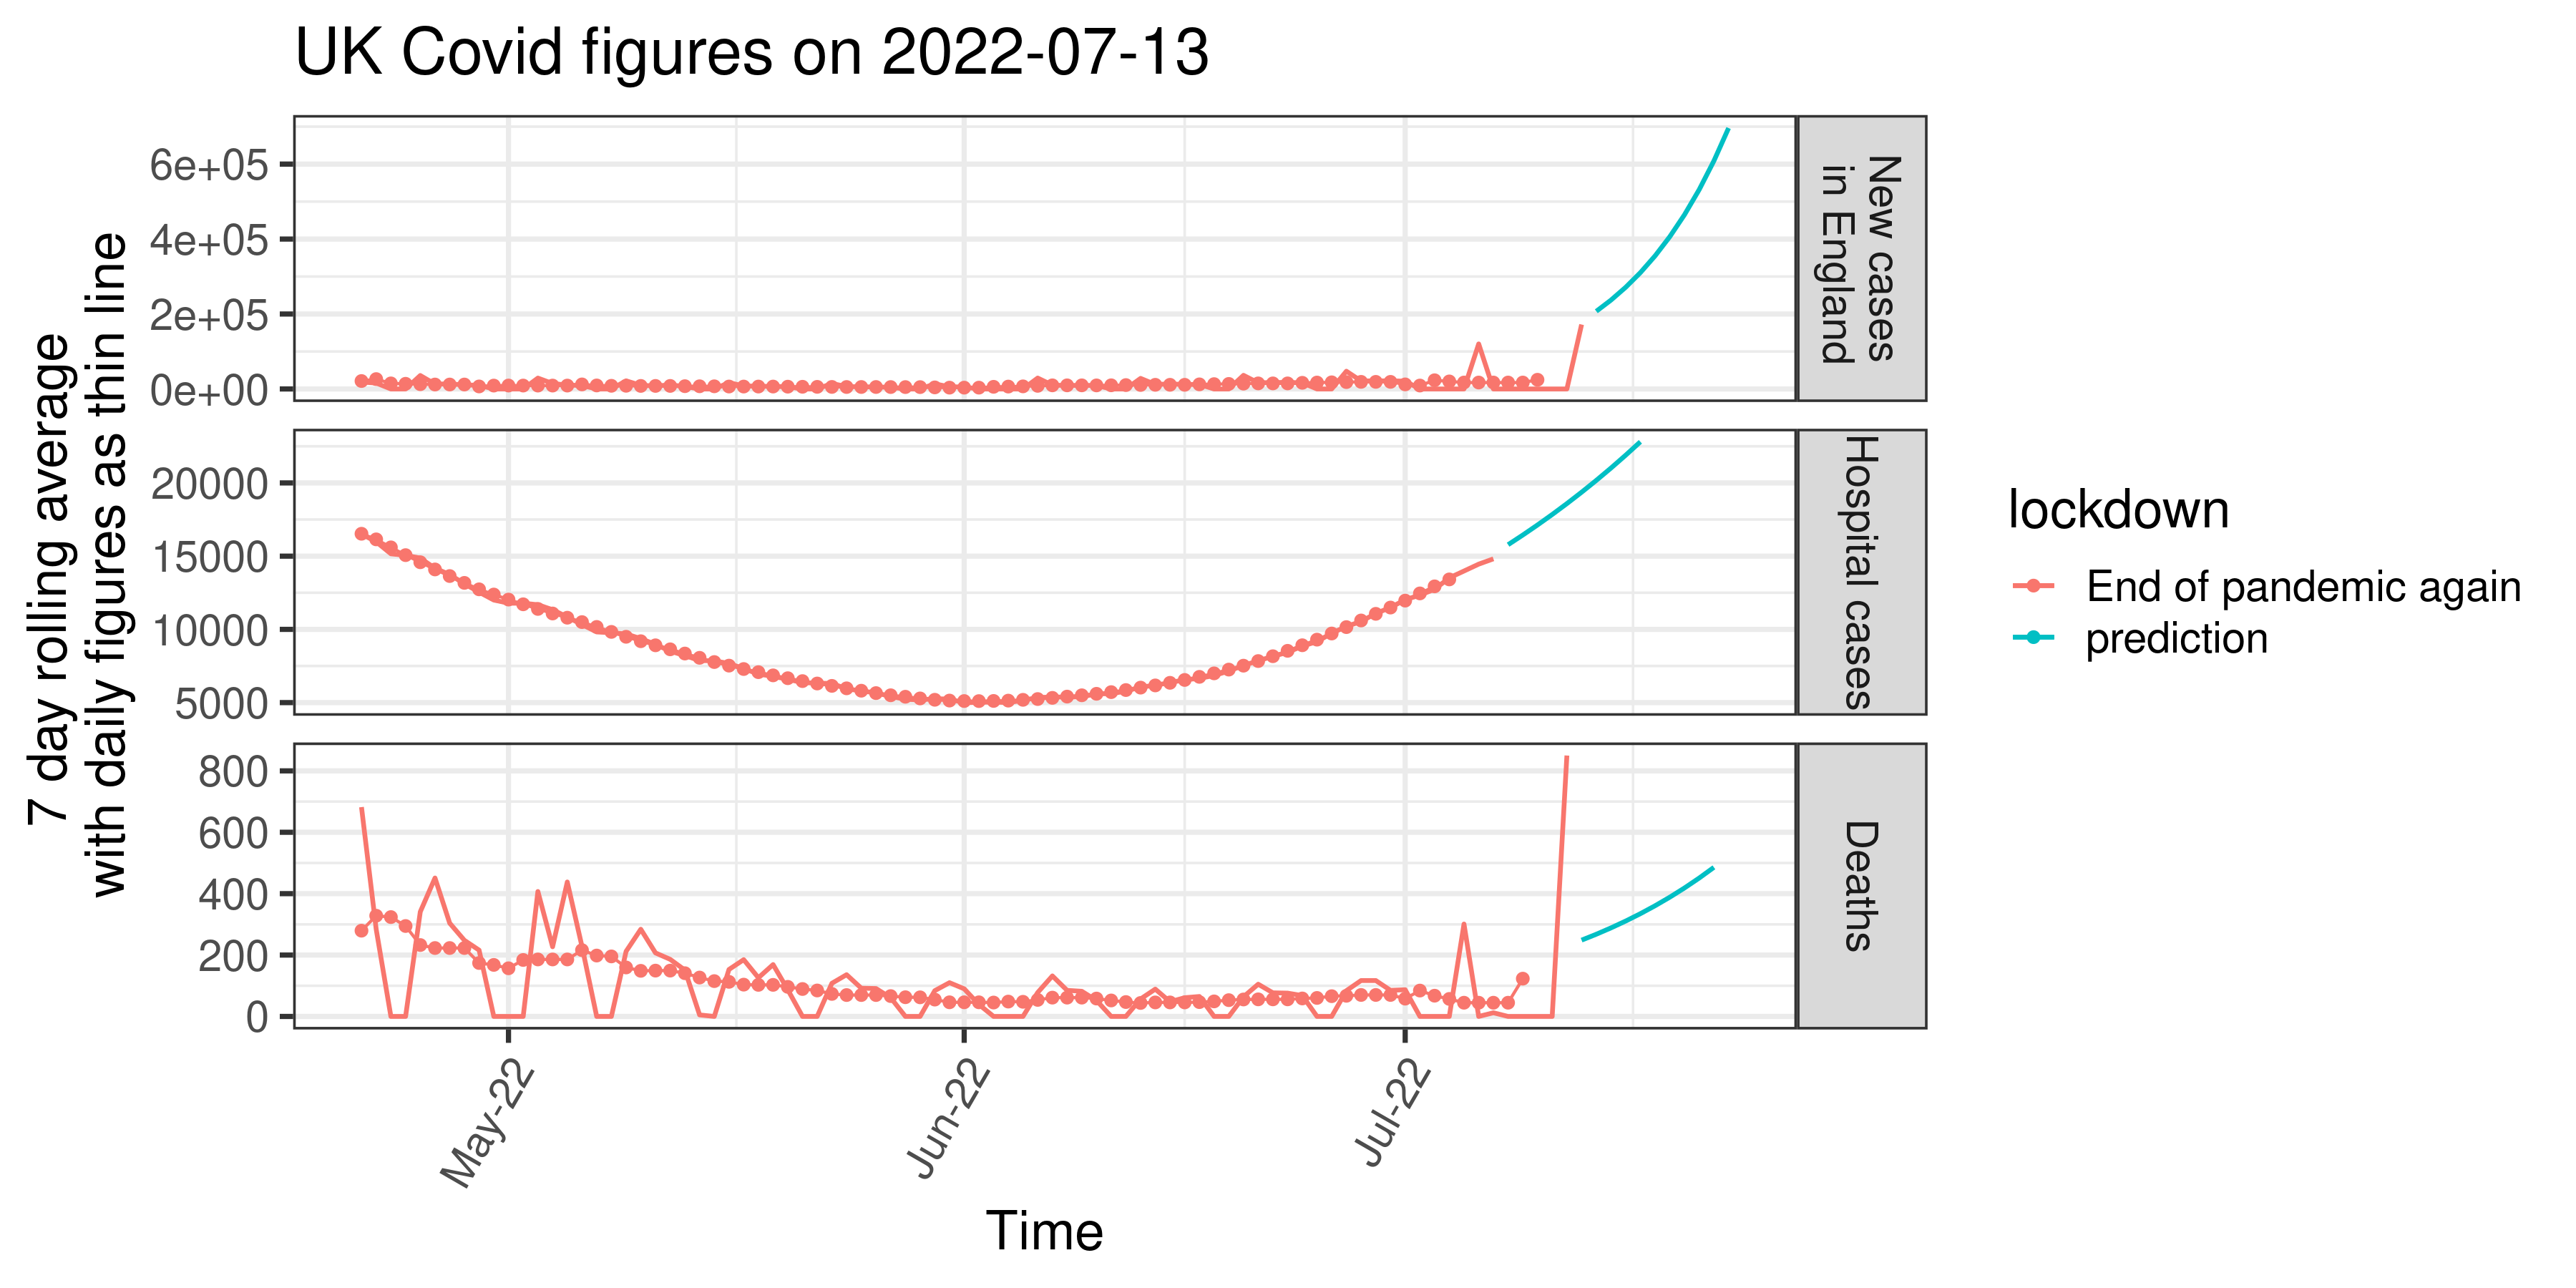 UK Covid figures on 2022-07-13
7 day rolling average
with daily figures as thin line
6e+05
4e+05
2e+05
0e+00
New cases
in England
20000
15000
10000
5000
Hospital cases
800
600
400
200
0
Deaths
May-22
Jun-22
Jul-22
Time
lockdown
End of pandemic again
prediction